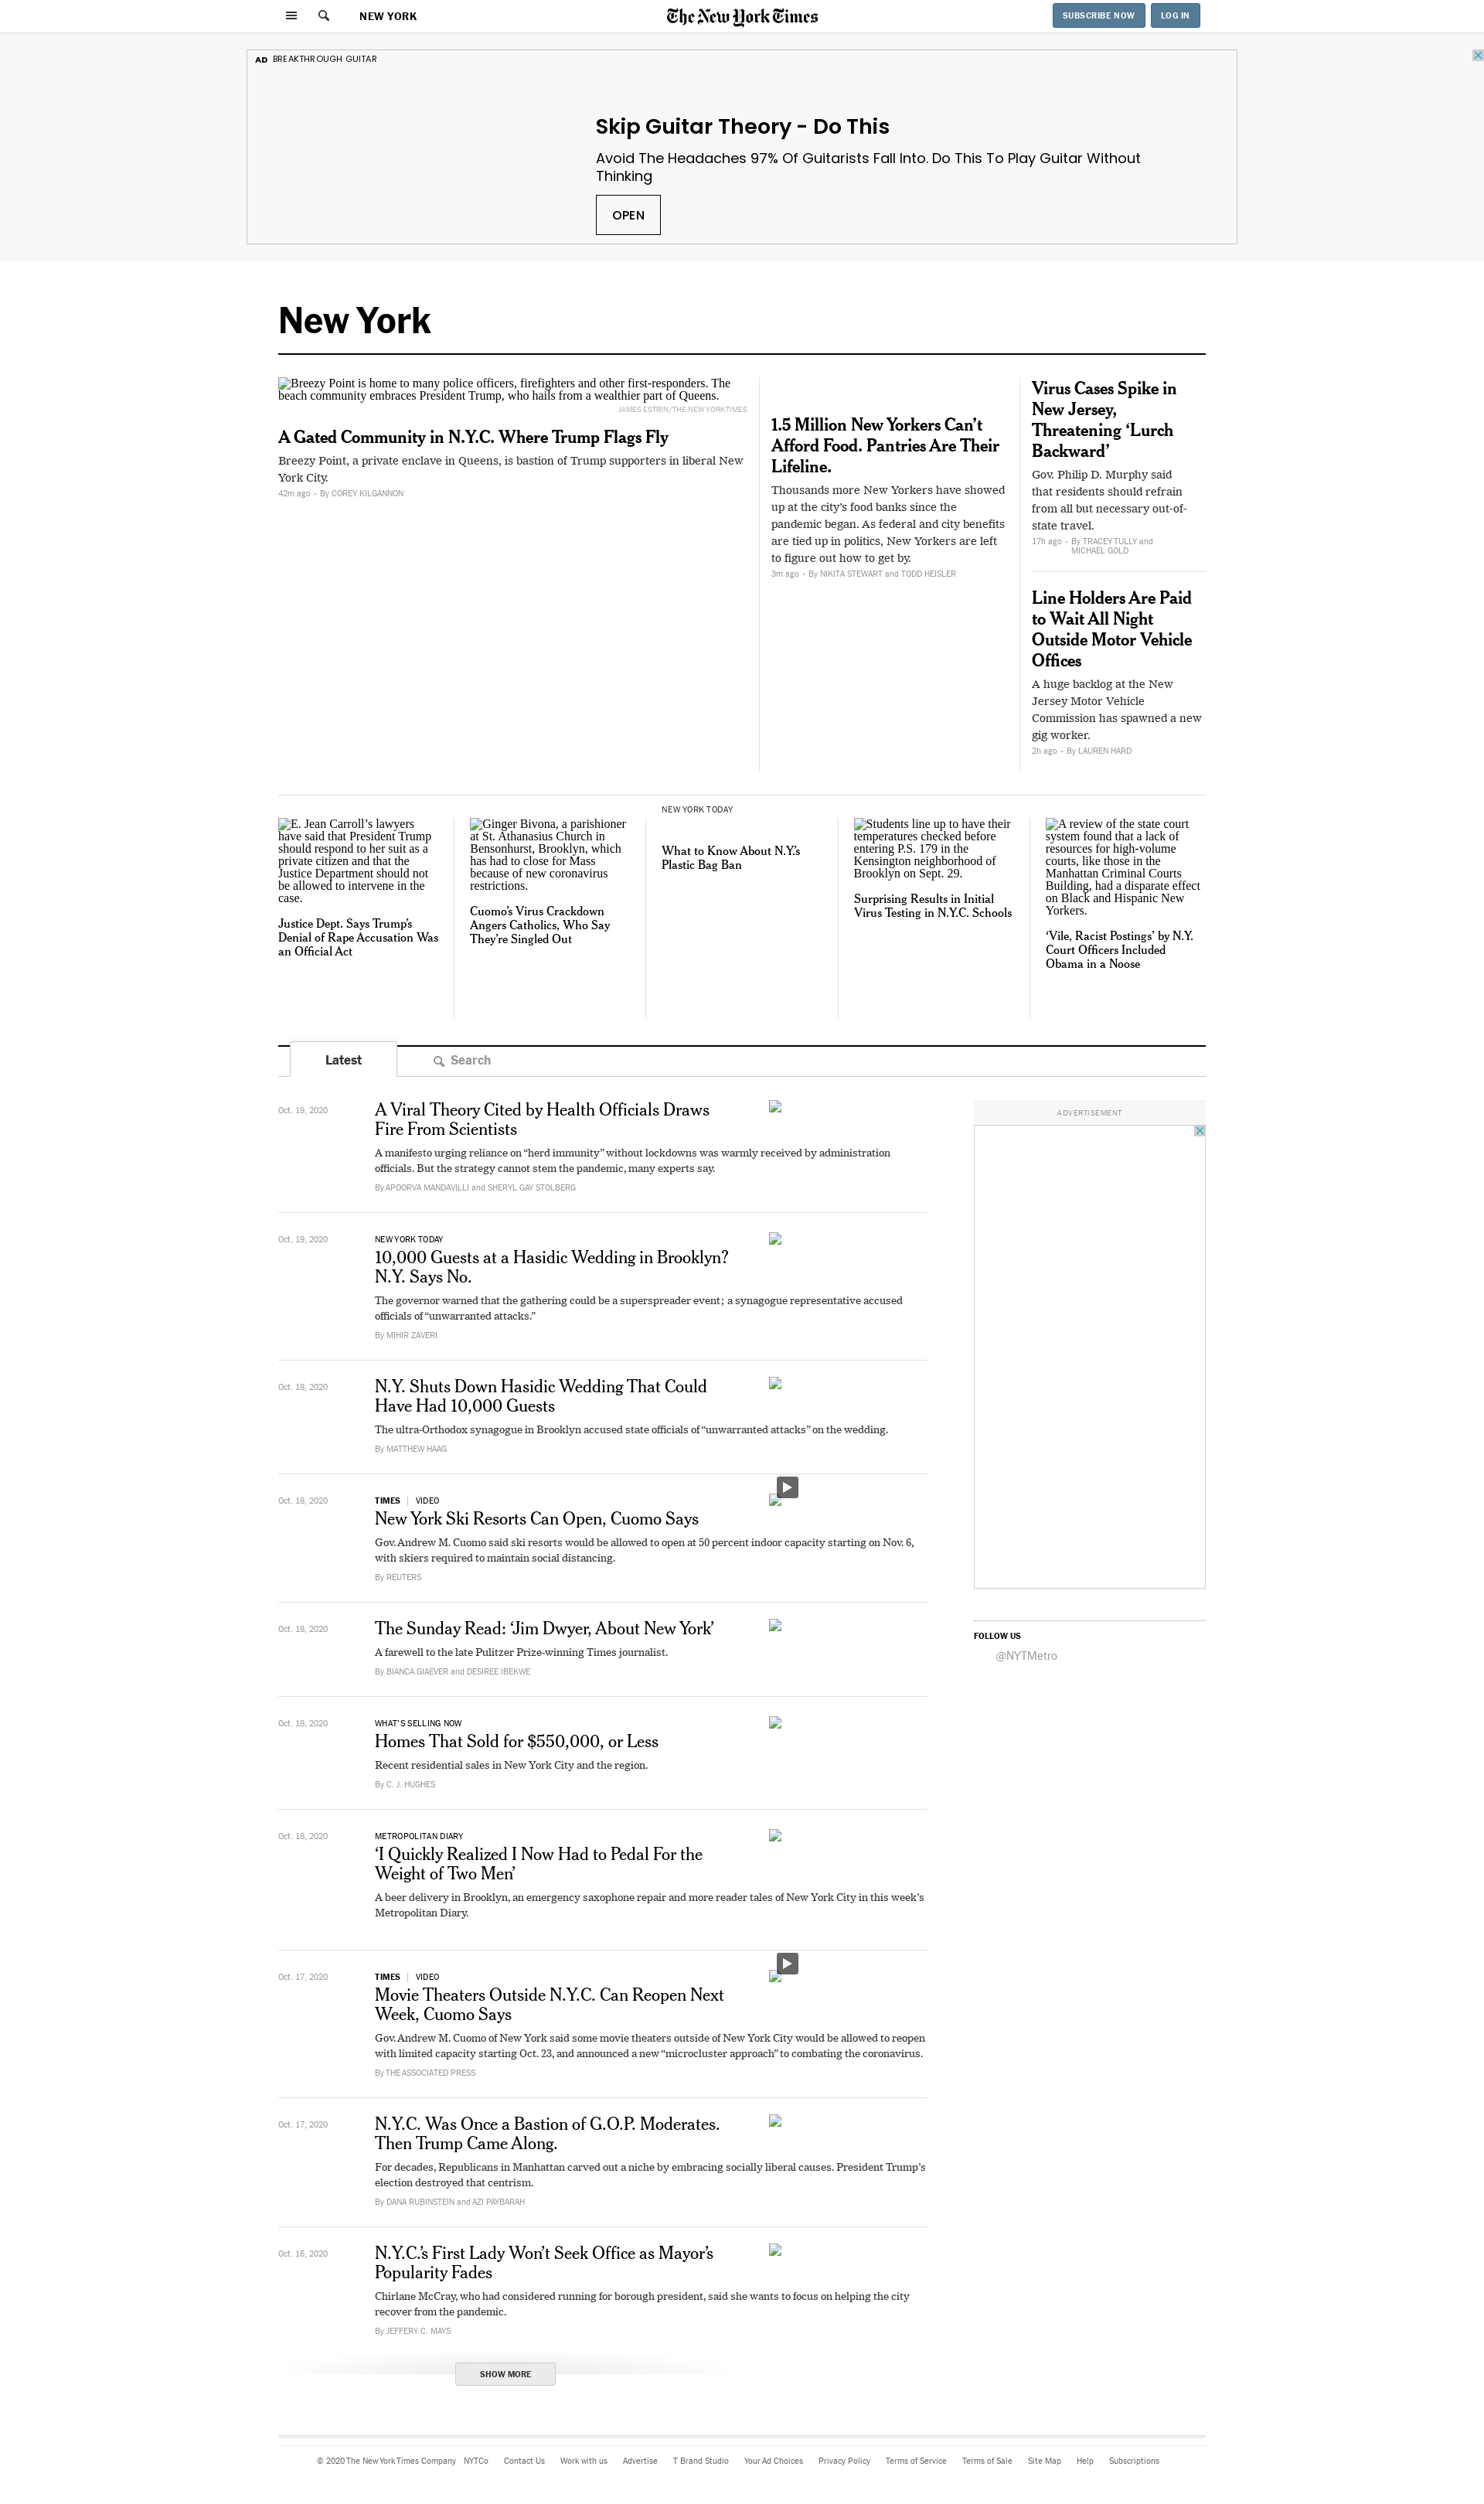 NEW YORK
The New York Times
SUBSCRIBE NOW
LOG IN
AD BREAKTHROUGH GUITAR
Skip Guitar Theory - Do This
Avoid The Headaches 97% Of Guitarists Fall Into. Do This To Play Guitar Without
Thinking
OPEN
New York
Breezy Point is home to many police officers, firefighters and other first-responders. The
beach community embraces President Trump, who hails from a wealthier part of Queens.
JAMES ESTRIN/THE NEW YORK TIMES
A Gated Community in N.Y.C. Where Trump Flags Fly
Breezy Point, a private enclave in Queens, is bastion of Trump supporters in liberal New
York City.
42m ago • By COREY KILGANNON
1.5 Million New Yorkers Can’t
Afford Food. Pantries Are Their
Lifeline.
Thousands more New Yorkers have showed
up at the city’s food banks since the
pandemic began. As federal and city benefits
are tied up in politics, New Yorkers are left
to figure out how to get by.
3m ago • By NIKITA STEWART and TODD HEISLER
Virus Cases Spike in
New Jersey,
Threatening ‘Lurch
Backward’
Gov. Philip D. Murphy said
that residents should refrain
from all but necessary out-of-
state travel.
17h ago • By TRACEY TULLY and
MICHAEL GOLD
Line Holders Are Paid
to Wait All Night
Outside Motor Vehicle
Offices
A huge backlog at the New
Jersey Motor Vehicle
Commission has spawned a new
gig worker.
2h ago • By LAUREN HARD
E. Jean Carroll’s lawyers
have said that President Trump
should respond to her suit as a
private citizen and that the
Justice Department should not
be allowed to intervene in the
case.
Justice Dept. Says Trump’s
Denial of Rape Accusation Was
an Official Act
Ginger Bivona, a parishioner
at St. Athanasius Church in
Bensonhurst, Brooklyn, which
has had to close for Mass
because of new coronavirus
restrictions.
Cuomo’s Virus Crackdown
Angers Catholics, Who Say
They’re Singled Out
NEW YORK TODAY
What to Know About N.Y.’s
Plastic Bag Ban
Students line up to have their
temperatures checked before
entering P.S. 179 in the
Kensington neighborhood of
Brooklyn on Sept. 29.
Surprising Results in Initial
Virus Testing in N.Y.C. Schools
A review of the state court
system found that a lack of
resources for high-volume
courts, like those in the
Manhattan Criminal Courts
Building, had a disparate effect
on Black and Hispanic New
Yorkers.
‘Vile, Racist Postings’ by N.Y.
Court Officers Included
Obama in a Noose
Latest
Search
Oct. 19, 2020
A Viral Theory Cited by Health Officials Draws
Fire From Scientists
A manifesto urging reliance on “herd immunity” without lockdowns was warmly received by administration
officials. But the strategy cannot stem the pandemic, many experts say.
By APOORVA MANDAVILLI and SHERYL GAY STOLBERG
Oct. 19, 2020
NEW YORK TODAY
10,000 Guests at a Hasidic Wedding in Brooklyn?
N.Y. Says No.
The governor warned that the gathering could be a superspreader event; a synagogue representative accused
officials of “unwarranted attacks.”
By MIHIR ZAVERI
Oct. 18, 2020
N.Y. Shuts Down Hasidic Wedding That Could
Have Had 10,000 Guests
The ultra-Orthodox synagogue in Brooklyn accused state officials of “unwarranted attacks” on the wedding.
By MATTHEW HAAG
Oct. 18, 2020
TIMES | VIDEO
New York Ski Resorts Can Open, Cuomo Says
Gov. Andrew M. Cuomo said ski resorts would be allowed to open at 50 percent indoor capacity starting on Nov. 6,
with skiers required to maintain social distancing.
By REUTERS
Oct. 18, 2020
The Sunday Read: ‘Jim Dwyer, About New York’
A farewell to the late Pulitzer Prize-winning Times journalist.
By BIANCA GIAEVER and DESIREE IBEKWE
Oct. 18, 2020
WHAT’S SELLING NOW
Homes That Sold for $550,000, or Less
Recent residential sales in New York City and the region.
By C. J. HUGHES
Oct. 18, 2020
METROPOLITAN DIARY
‘I Quickly Realized I Now Had to Pedal For the
Weight of Two Men’
A beer delivery in Brooklyn, an emergency saxophone repair and more reader tales of New York City in this week’s
Metropolitan Diary.
Oct. 17, 2020
TIMES | VIDEO
Movie Theaters Outside N.Y.C. Can Reopen Next
Week, Cuomo Says
Gov. Andrew M. Cuomo of New York said some movie theaters outside of New York City would be allowed to reopen
with limited capacity starting Oct. 23, and announced a new “microcluster approach” to combating the coronavirus.
By THE ASSOCIATED PRESS
Oct. 17, 2020
N.Y.C. Was Once a Bastion of G.O.P. Moderates.
Then Trump Came Along.
For decades, Republicans in Manhattan carved out a niche by embracing socially liberal causes. President Trump’s
election destroyed that centrism.
By DANA RUBINSTEIN and AZI PAYBARAH
Oct. 16, 2020
N.Y.C.’s First Lady Won’t Seek Office as Mayor’s
Popularity Fades
Chirlane McCray, who had considered running for borough president, said she wants to focus on helping the city
recover from the pandemic.
By JEFFERY C. MAYS
SHOW MORE
ADVERTISEMENT
FOLLOW US
@NYTMetro
© 2020 The New York Times Company NYTCo Contact Us Work with us Advertise T Brand Studio Your Ad Choices Privacy Policy Terms of Service Terms of Sale Site Map Help Subscriptions